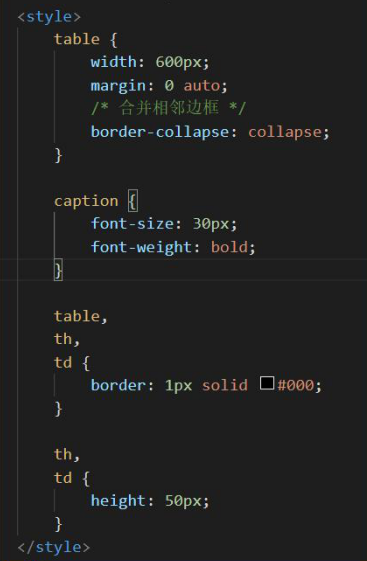 <style>
table {
width: 600px;
margin: 0 auto;
/* 合并相邻边框 */
border-collapse: collapse;
}
caption {
font-size: 30px;
font-weight: bold;
}
table,
th,
td {
border: 1px solid #000;
}
th,
td {
height: 50px;
}
</style>